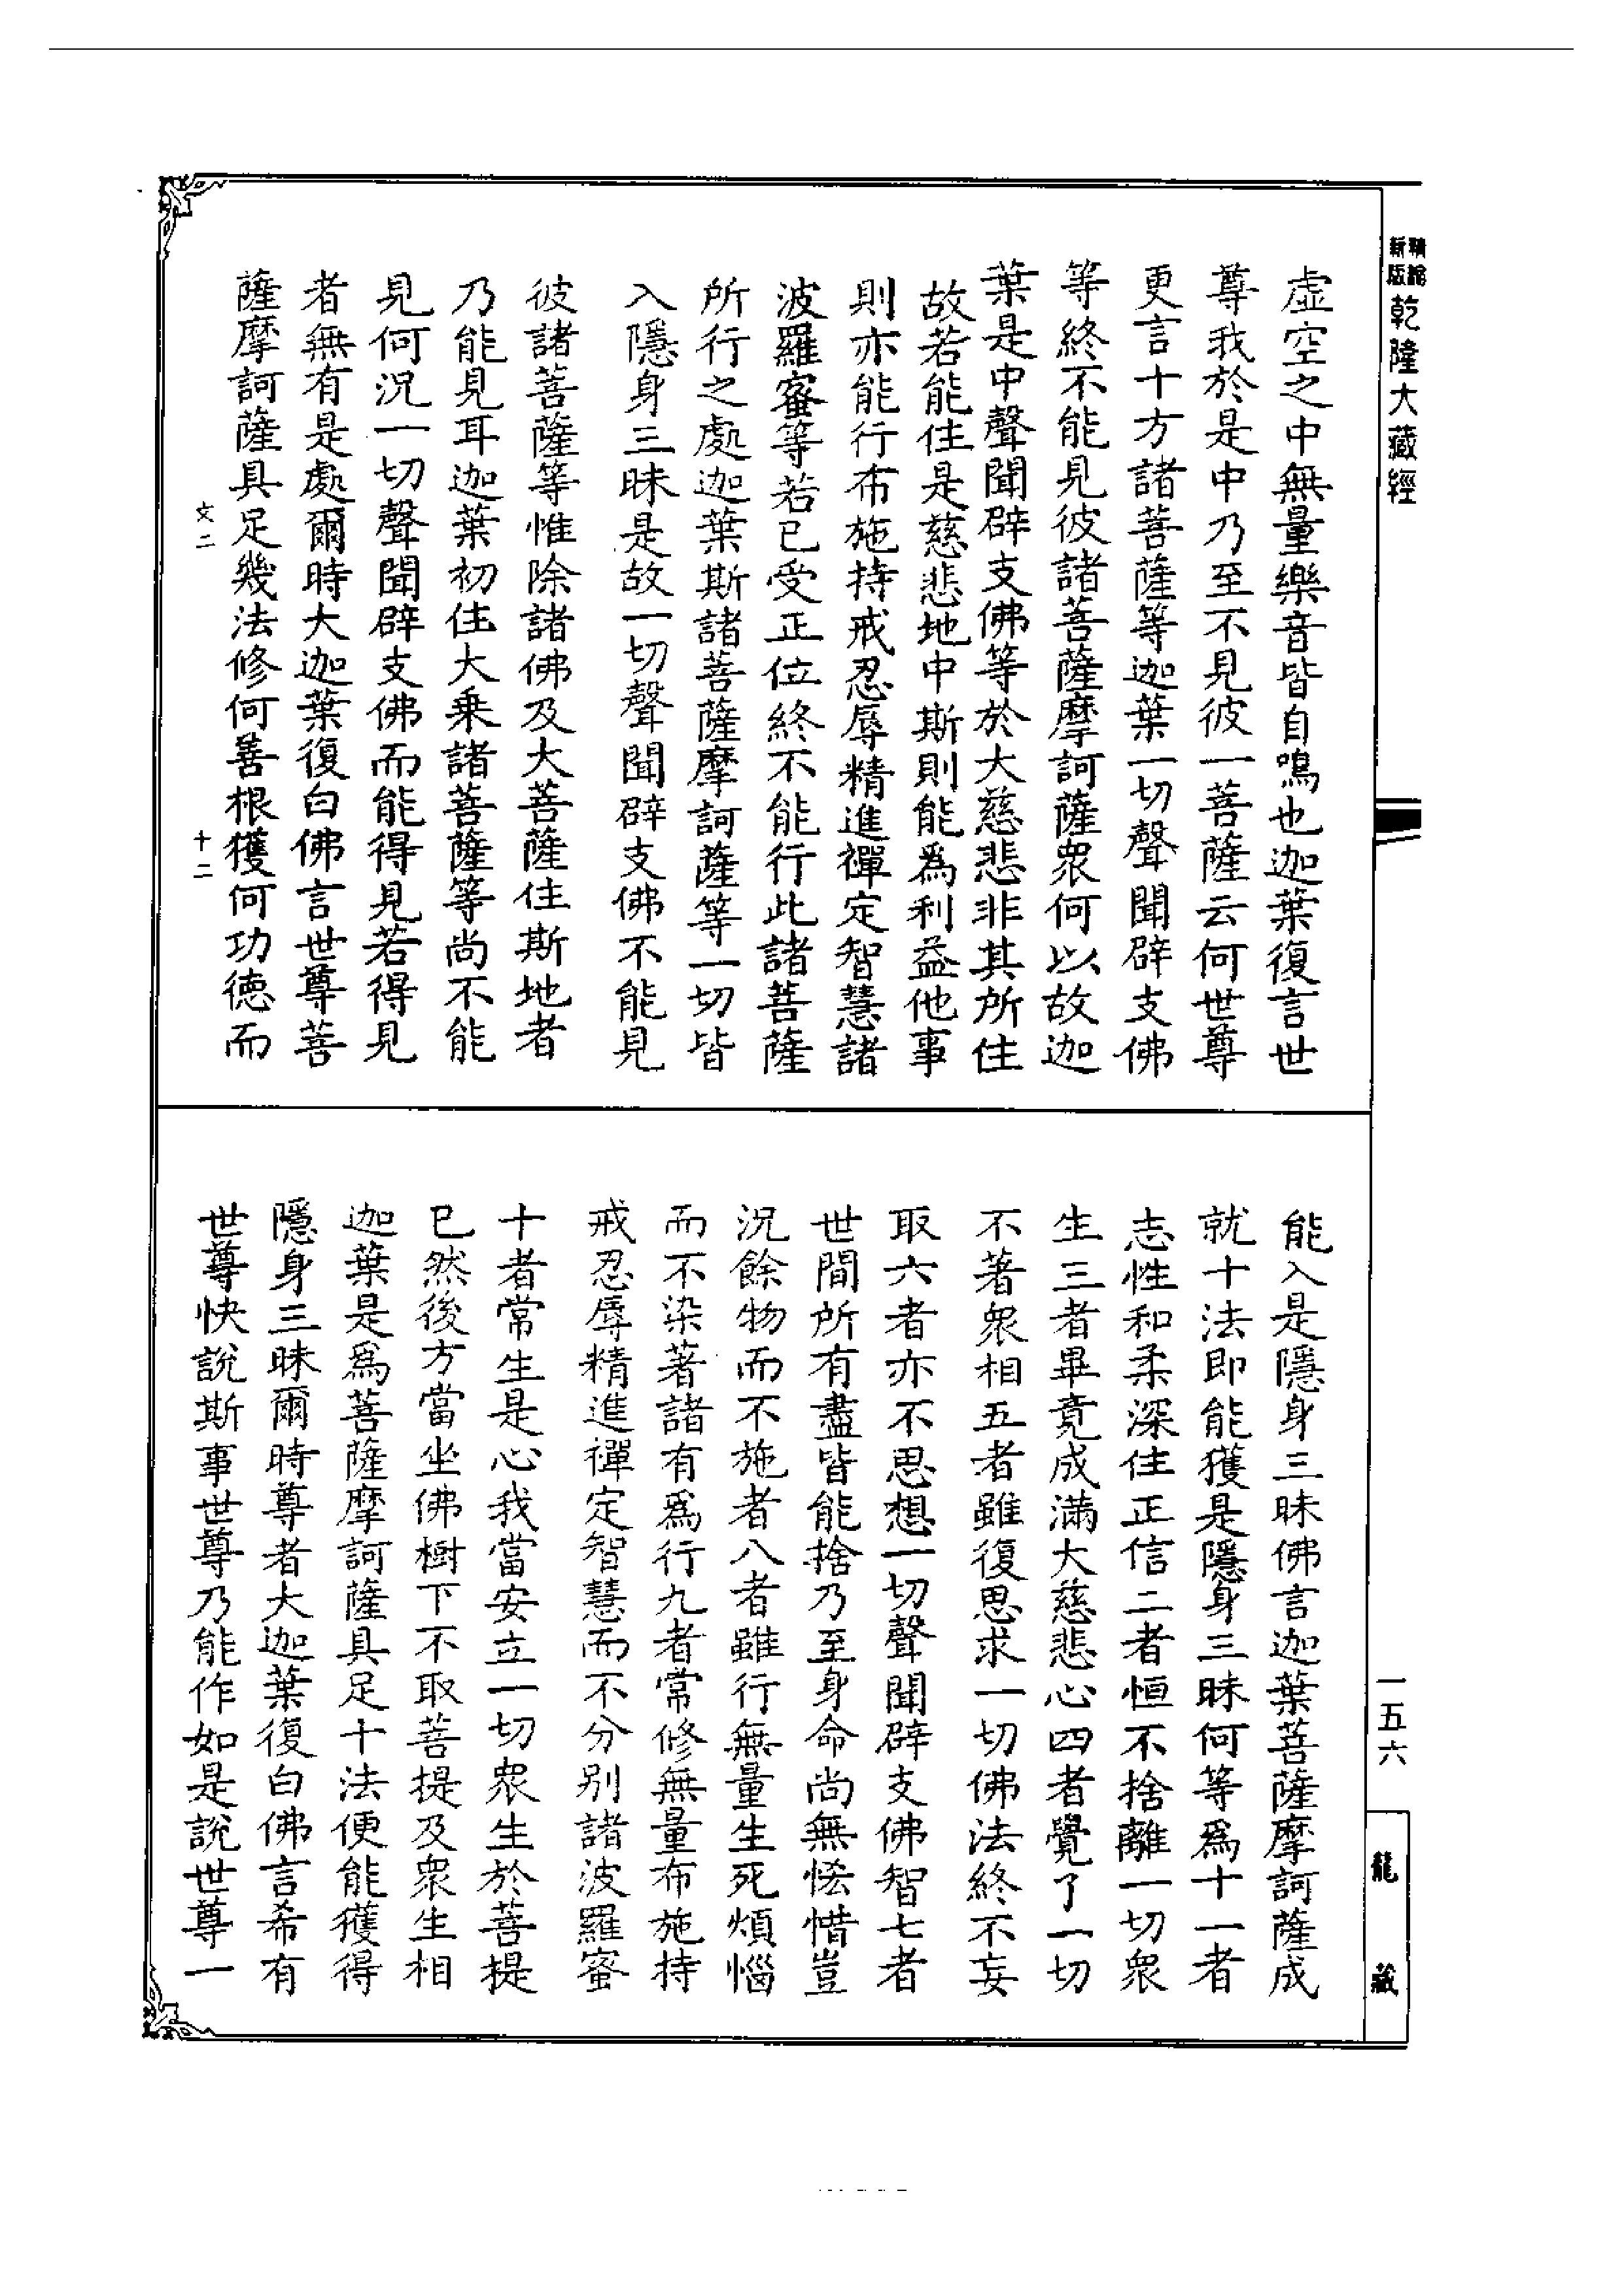 精繪
新版
乾隆大藏經
虛空之中無量樂音皆自鳴也迦葉復言世
尊我於是中乃至不見彼一菩薩云何世尊
更言十方諸菩薩等迦葉一切聲聞辟支佛
等終不能見彼諸菩薩摩訶薩眾何以故迦
葉是中聲聞辟支佛等於大慈悲非其所住
故若能住是慈悲地中斯則能為利益他事
則亦能行布施持戒忍辱精進禪定智慧諸
波羅蜜等若已受正位終不能行此諸菩薩
所行之處迦葉斯諸菩薩摩訶薩等一切皆
入隱身三昧是故一切聲聞辟支佛不能見
彼諸菩薩等惟除諸佛及大菩薩住斯地者
乃能見耳迦葉初住大乘諸菩薩等尚不能
見何況一切聲聞辟支佛而能得見若得見
者無有是處爾時大迦葉復白佛言世尊菩
薩摩訶薩具足幾法修何善根獲何功德而
文二
十二
能入是隱身三昧佛言迦葉菩薩摩訶薩成
就十法即能獲是隱身三昧何等為十一者
志性和柔深住正信二者恒不捨離一切眾
生三者畢竟成滿大慈悲心四者覺了一切
不著眾相五者雖復思求一切佛法終不妄
取六者亦不思想一切聲聞辟支佛智七者
世間所有盡皆能捨乃至身命尚無悋惜豈
況餘物而不施者八者雖行無量生死煩惱
而不染著諸有為行九者常修無量布施持
戒忍辱精進禪定智慧而不分別諸波羅蜜
十者常生是心我當安立一切眾生於菩提
已然後方當坐佛樹下不取菩提及眾生相
迦葉是為菩薩摩訶薩具足十法便能獲得
隱身三昧爾時尊者大迦葉復白佛言希有
世尊快說斯事世尊乃能作如是說世尊一
一五六
龍藏